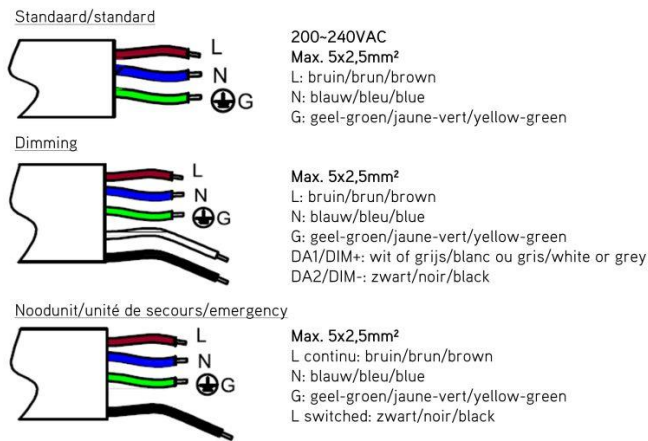 Standaard/standard
L
N
G
200~240VAC
Max. 5x2,5mm²
L: bruin/brun/brown
N: blauw/bleu/blue
G: geel-groen/jaune-vert/yellow-green
Dimming
L
N
G
Max. 5x2,5mm²
L: bruin/brun/brown
N: blauw/bleu/blue
G: geel-groen/jaune-vert/yellow-green
DA1/DIM+: wit of grijs/blanc ou gris/white or grey
DA2/DIM-: zwart/noir/black
Noodunit/unité de secours/emergency
L
N
G
Max. 5x2,5mm²
L continu: bruin/brun/brown
N: blauw/bleu/blue
G: geel-groen/jaune-vert/yellow-green
L switched: zwart/noir/black